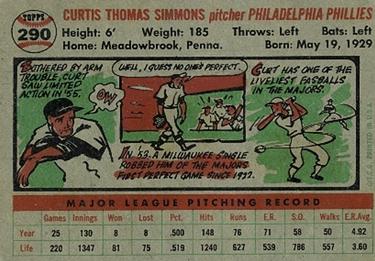 TOPPS
290
CURTIS THOMAS SIMMONS pitcher PHILADELPHIA PHILLIES
Height: 6' Weight: 185 Throws: Left Bats: Left
Home: Meadowbrook, Penna. Born: May 19, 1929
BOTHERED BY ARM
TROUBLE, CURT
SAW LIMITED
ACTION IN '55.
OW
WELL, I GUESS NO ONE'S PERFECT.
IN '53 A MILWAUKEE SINGLE
ROBBED HIM OF THE MAJORS'
FIRST PERFECT GAME SINCE 1922.
CURT HAS ONE OF THE
LIVELIEST FASTBALLS
IN THE MAJORS.
PRINTED IN U.S.A.
MAJOR LEAGUE PITCHING RECORD
Games Innings Won Lost Pct. Hits Runs E.R. S.O. Walks E.R.Avg.
Year 25 130 8 8 .500 148 76 71 58 50 4.92
Life 220 1347 81 75 .519 1240 627 539 786 557 3.60